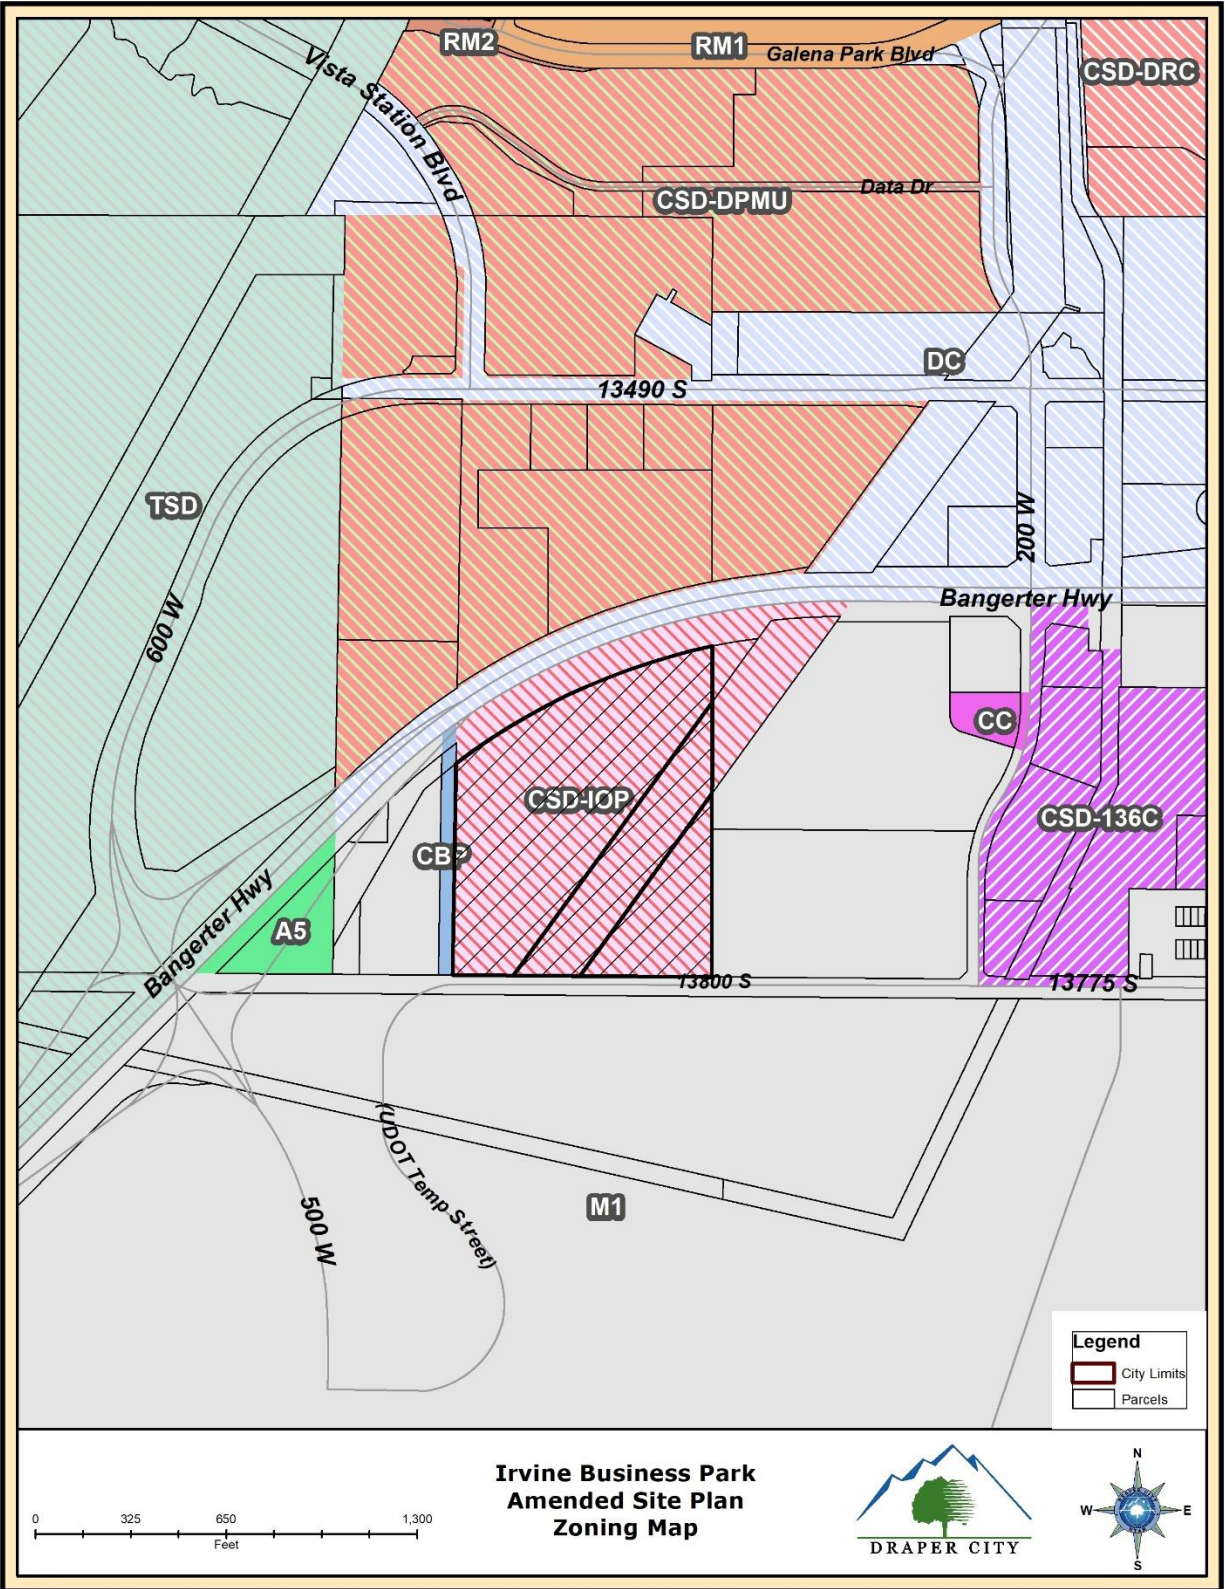 RM2
RM1
Galena Park Blvd
CSD-DRC
Vista Station Blvd
CSD-DPMU
Data Dr
DC
13490 S
TSD
200 W
Bangerter Hwy
600 W
CC
CSD-IOP
CSD-136C
CBP
A5
Bangerter Hwy
13800 S
13775 S
(UDOT Temp Street)
M1
500 W
Legend
City Limits
Parcels
Irvine Business Park
Amended Site Plan
Zoning Map
0 325 650 1,300
Feet
DRAPER CITY
N
W E
S